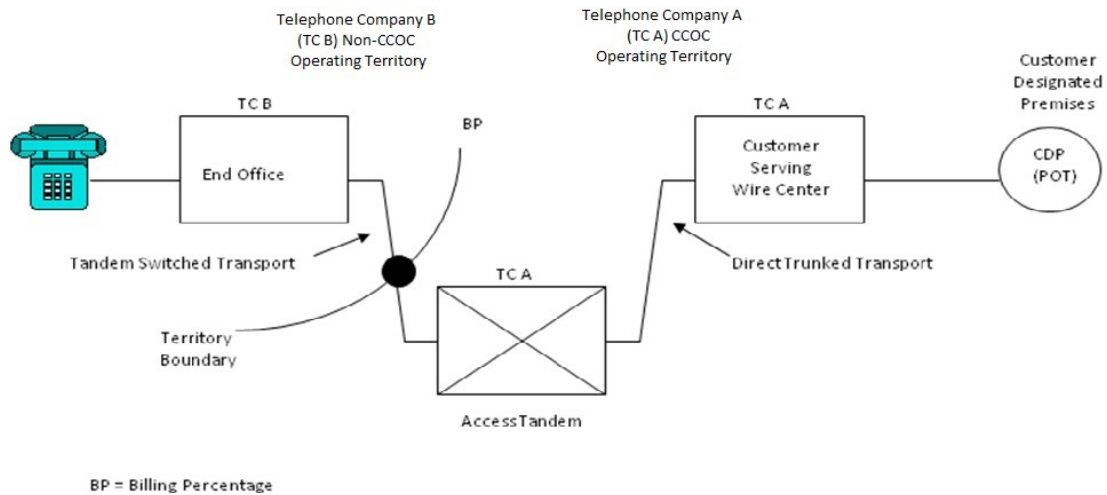 Telephone Company B
(TC B) Non-CCOC
Operating Territory
Telephone Company A
(TC A) CCOC
Operating Territory
Customer
Designated
Premises
TC B
End Office
BP
TC A
Customer
Serving
Wire Center
CDP
(POT)
Tandem Switched Transport
Direct Trunked Transport
TC A
Territory
Boundary
AccessTandem
BP = Billing Percentage